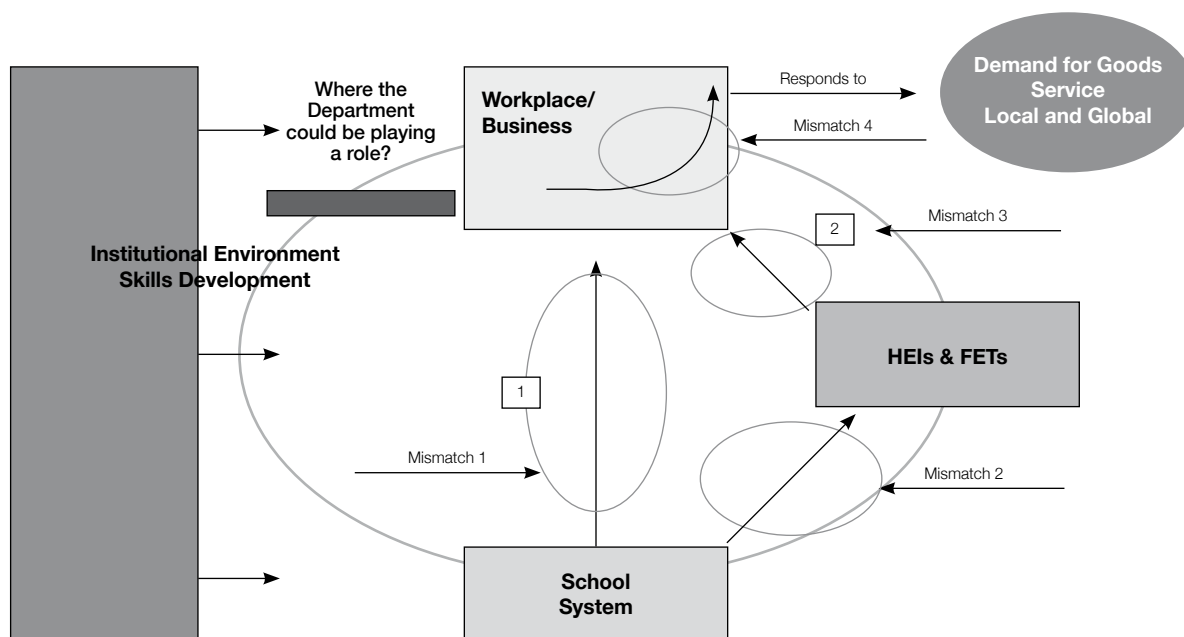 Where the
Department
could be playing
a role?
Workplace/
Business
Responds to
Mismatch 4
Demand for Goods
Service
Local and Global
2
Mismatch 3
Institutional Environment
Skills Development
HEIs & FETs
1
Mismatch 1
Mismatch 2
School
System